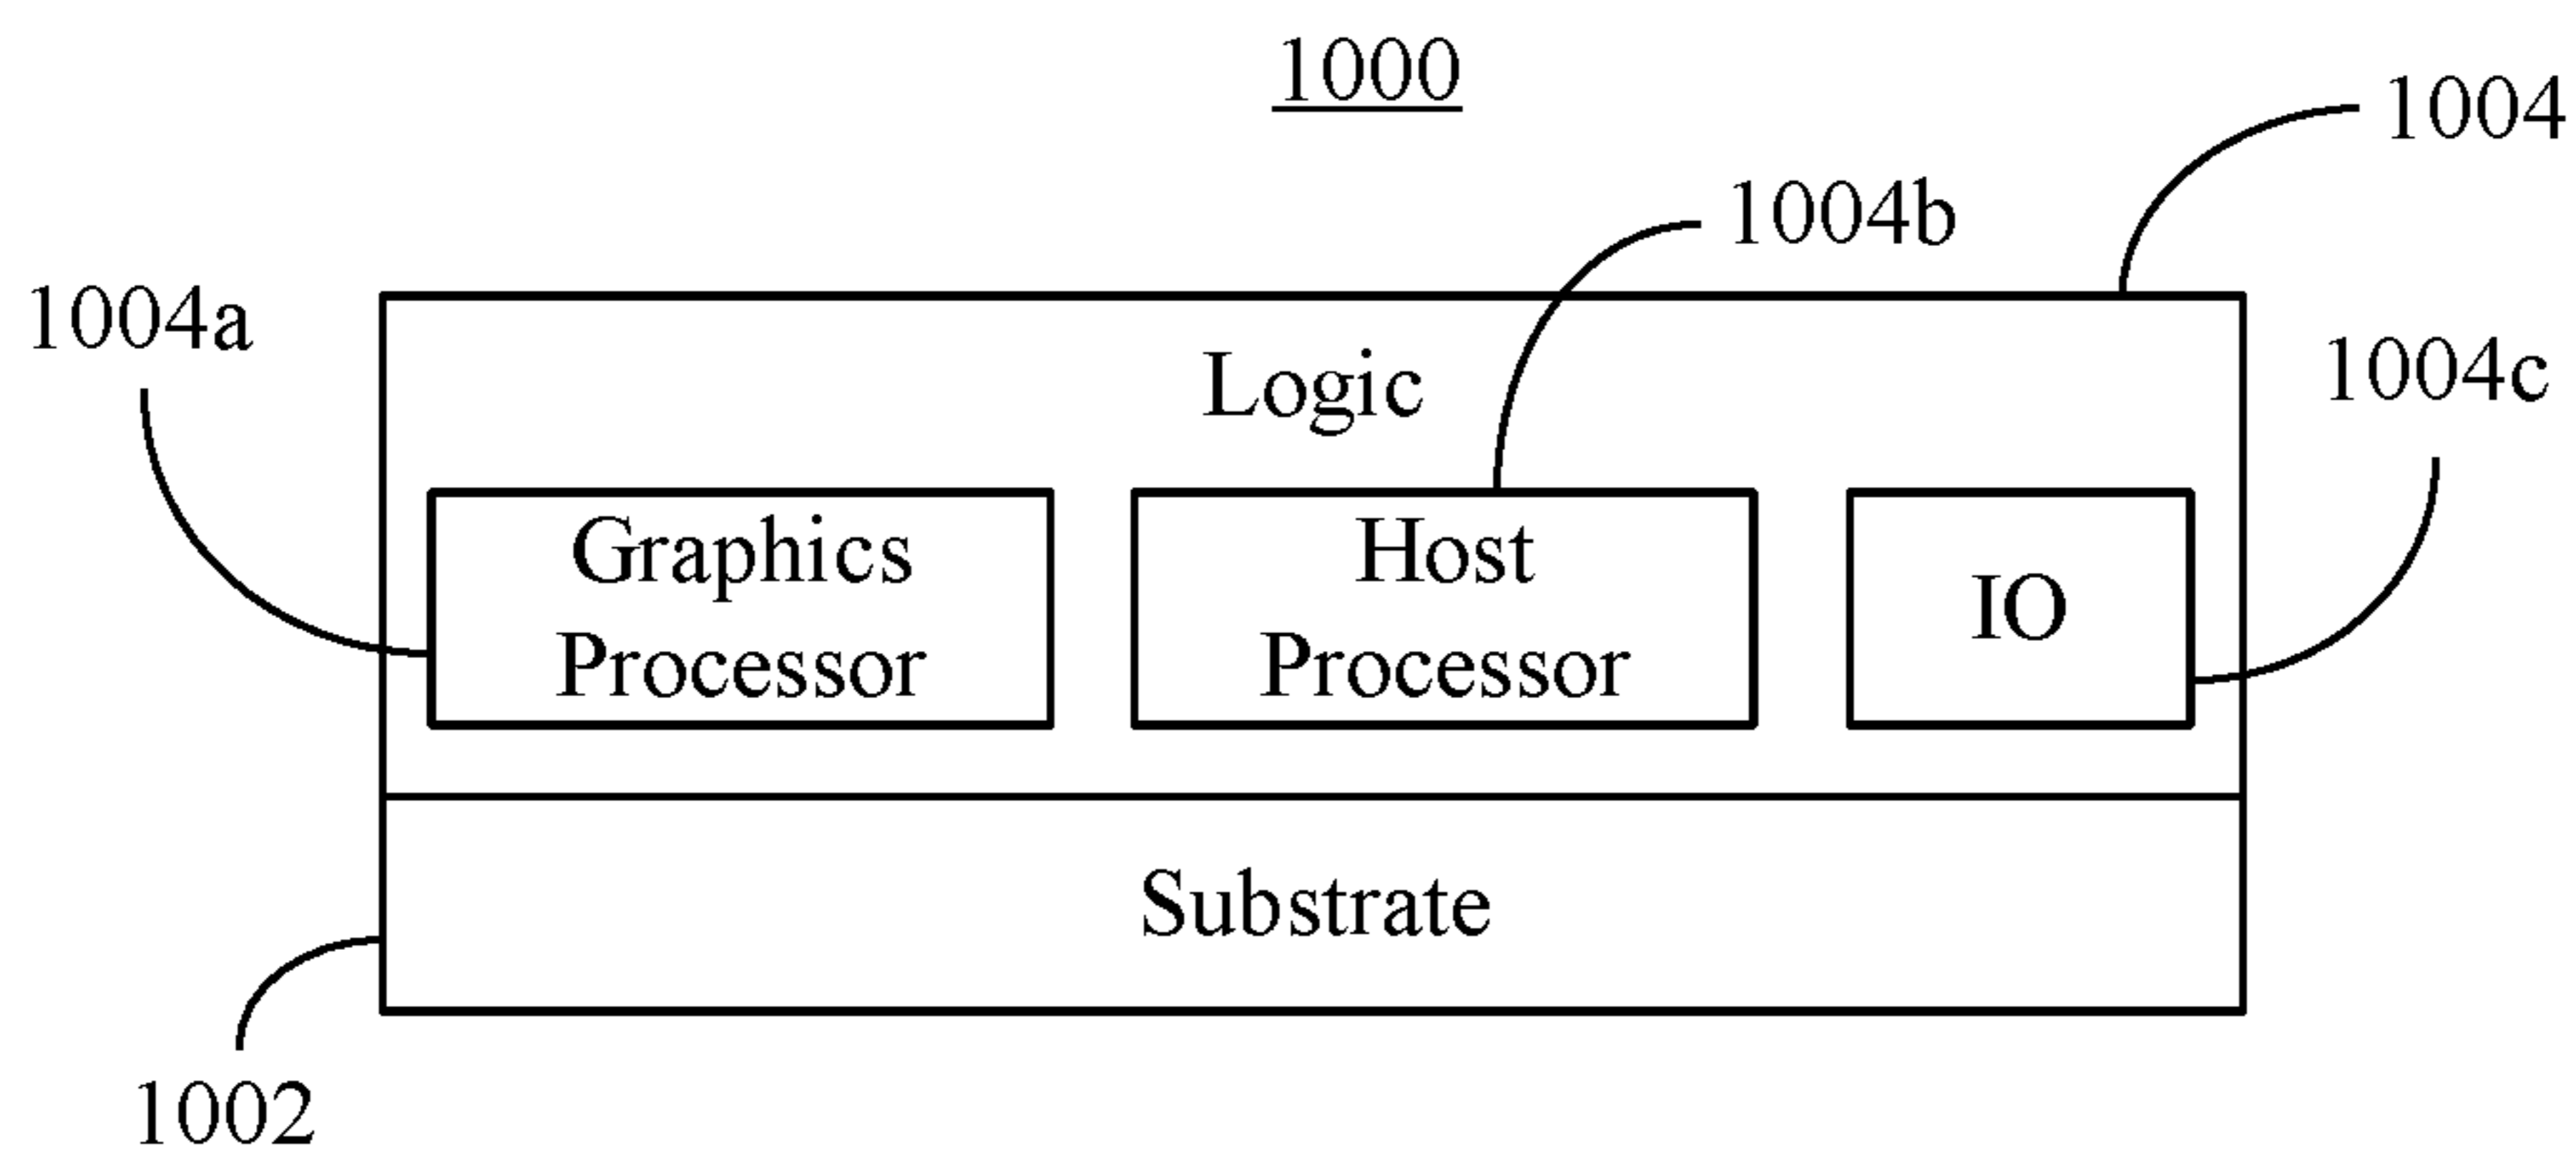 1000
1004
1004b
1004a
1004c
Logic
Graphics
Processor
Host
Processor
IO
Substrate
1002